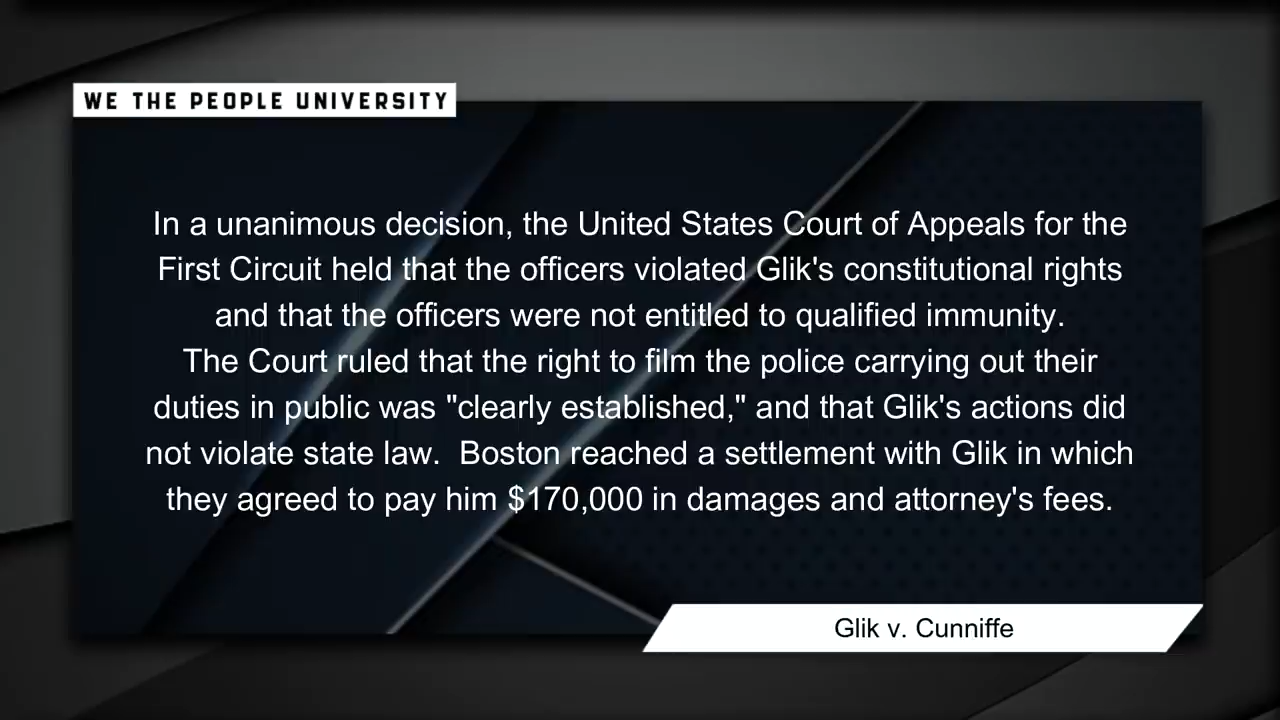 WE THE PEOPLE UNIVERSITY
In a unanimous decision, the United States Court of Appeals for the
First Circuit held that the officers violated Glik's constitutional rights
and that the officers were not entitled to qualified immunity.
The Court ruled that the right to film the police carrying out their
duties in public was "clearly established," and that Glik's actions did
not violate state law.  Boston reached a settlement with Glik in which
they agreed to pay him $170,000 in damages and attorney's fees.
Glik v. Cunniffe